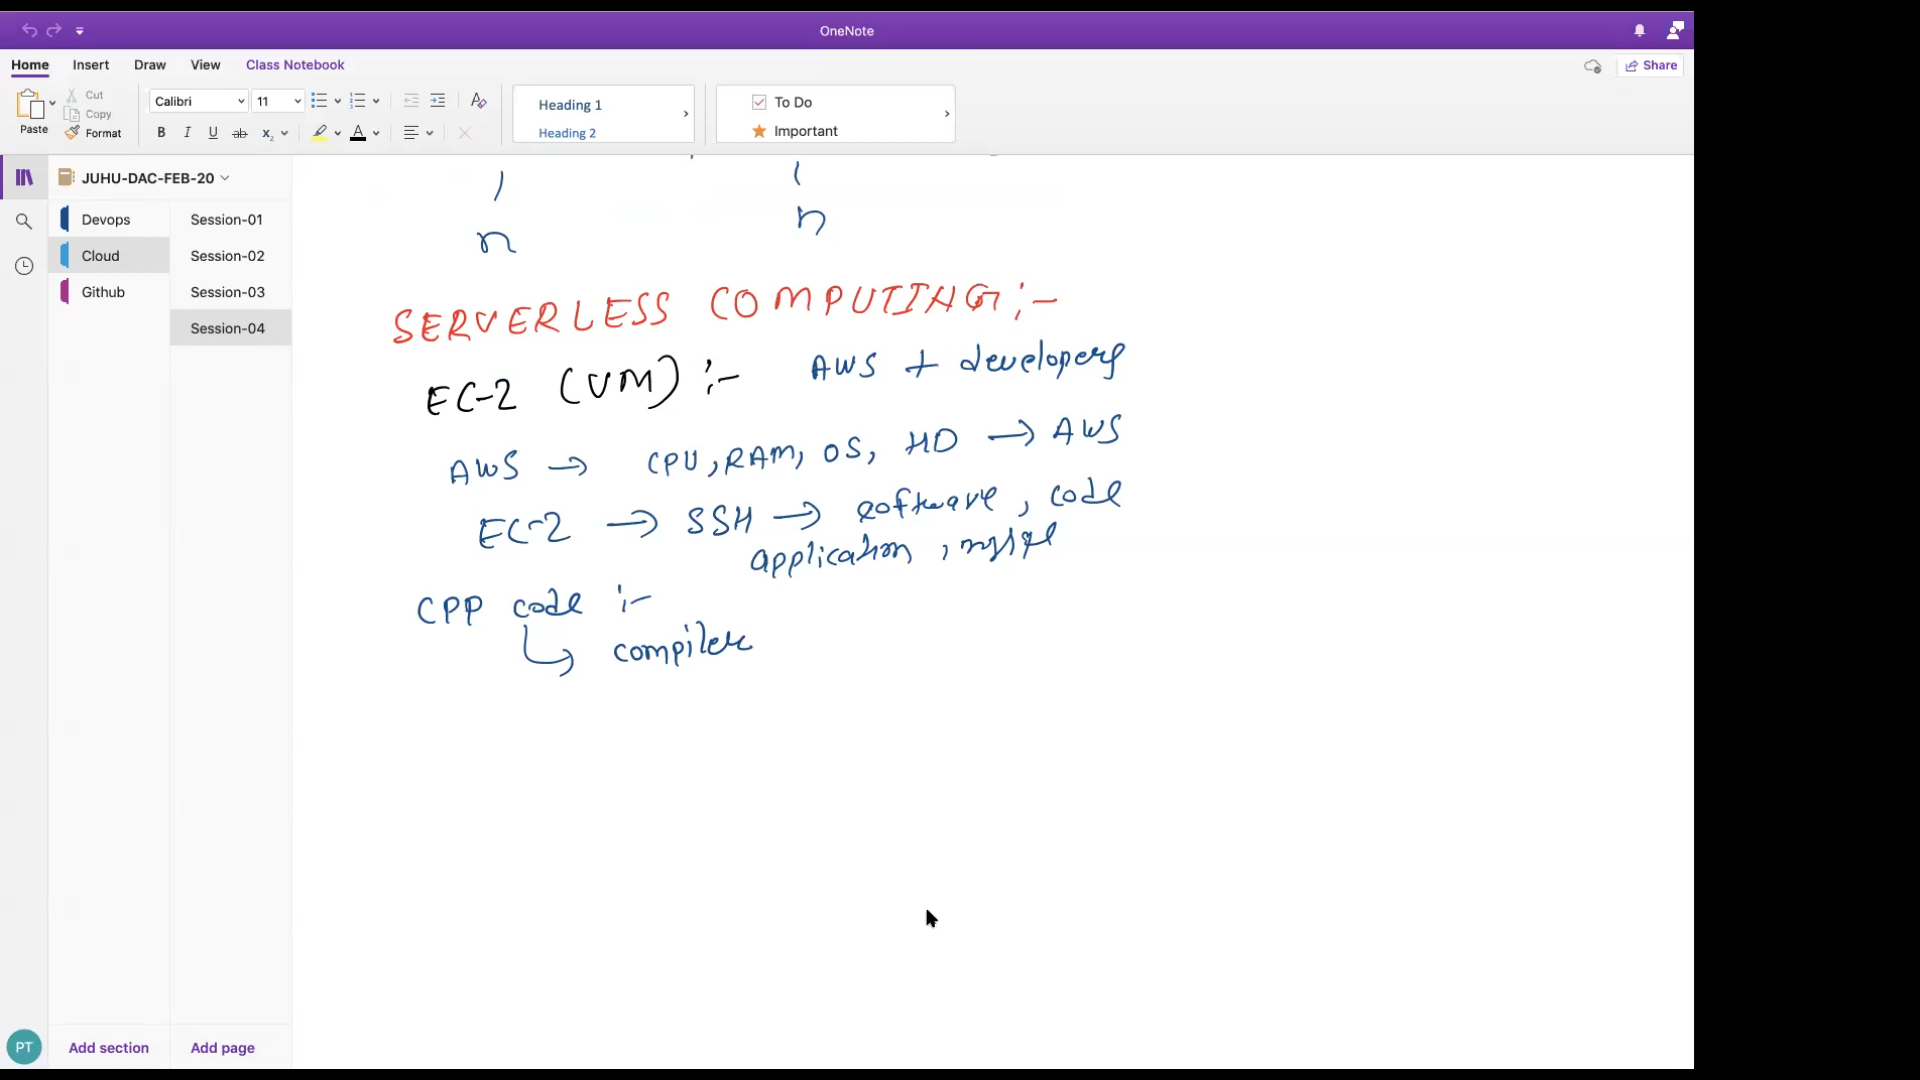 OneNote
Home Insert Draw View Class Notebook
Share
Paste
Cut
Copy
Format
Calibri 11
B I U ab x₂ A
Heading 1
Heading 2
To Do
Important
JUHU-DAC-FEB-20
Devops
Cloud
Github
Session-01
Session-02
Session-03
Session-04
n n
SERVERLESS COMPUTING :-
EC-2 (VM) :- AWS + developers
AWS → CPU, RAM, OS, HD → AWS
EC-2 → SSH → software, code
application, mysql
CPP code :-
compiler
PT
Add section Add page